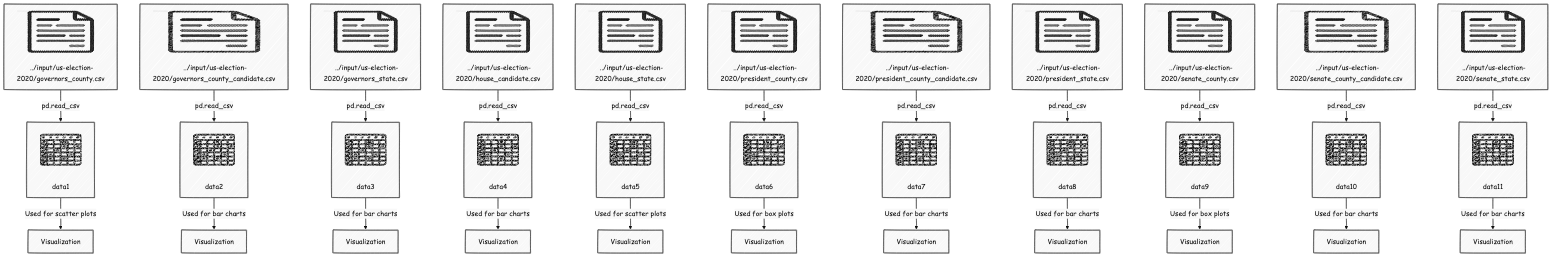 ../input/us-election-
2020/governors_county.csv
pd.read_csv
data1
Used for scatter plots
Visualization
../input/us-election-
2020/governors_county_candidate.csv
pd.read_csv
data2
Used for bar charts
Visualization
../input/us-election-
2020/governors_state.csv
pd.read_csv
data3
Used for bar charts
Visualization
../input/us-election-
2020/house_candidate.csv
pd.read_csv
data4
Used for bar charts
Visualization
../input/us-election-
2020/house_state.csv
pd.read_csv
data5
Used for scatter plots
Visualization
../input/us-election-
2020/president_county.csv
pd.read_csv
data6
Used for box plots
Visualization
../input/us-election-
2020/president_county_candidate.csv
pd.read_csv
data7
Used for bar charts
Visualization
../input/us-election-
2020/president_state.csv
pd.read_csv
data8
Used for bar charts
Visualization
../input/us-election-
2020/senate_county.csv
pd.read_csv
data9
Used for box plots
Visualization
../input/us-election-
2020/senate_county_candidate.csv
pd.read_csv
data10
Used for bar charts
Visualization
../input/us-election-
2020/senate_state.csv
pd.read_csv
data11
Used for bar charts
Visualization